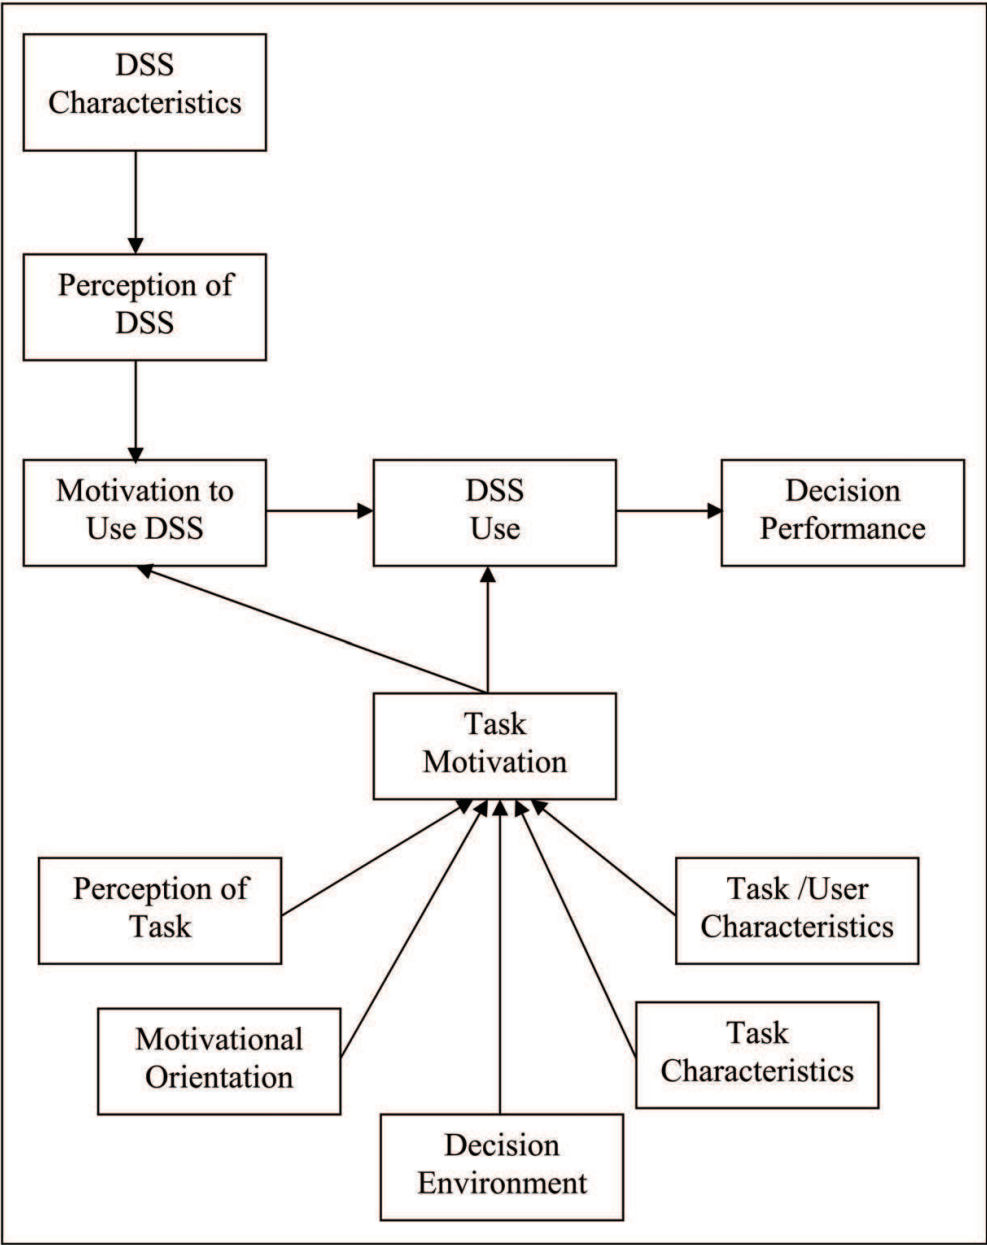 DSS
Characteristics
Perception of
DSS
Motivation to
Use DSS
DSS
Use
Decision
Performance
Task
Motivation
Perception of
Task
Task /User
Characteristics
Motivational
Orientation
Task
Characteristics
Decision
Environment